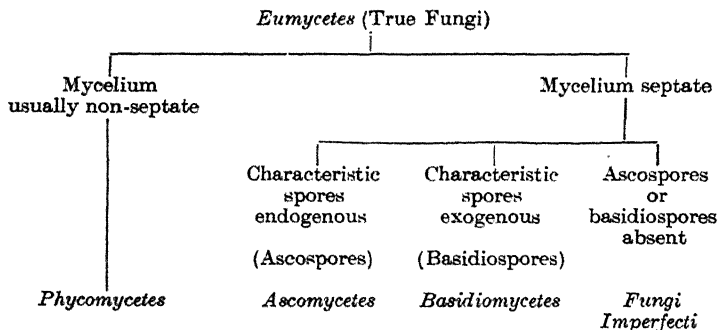 Eumycetes (True Fungi)
Mycelium
usually non-septate
Mycelium septate
Characteristic
spores
endogenous
(Ascospores)
Characteristic
spores
exogenous
(Basidiospores)
Ascospores
or
basidiospores
absent
Phycomycetes
Ascomycetes
Basidiomycetes
Fungi
Imperfecti